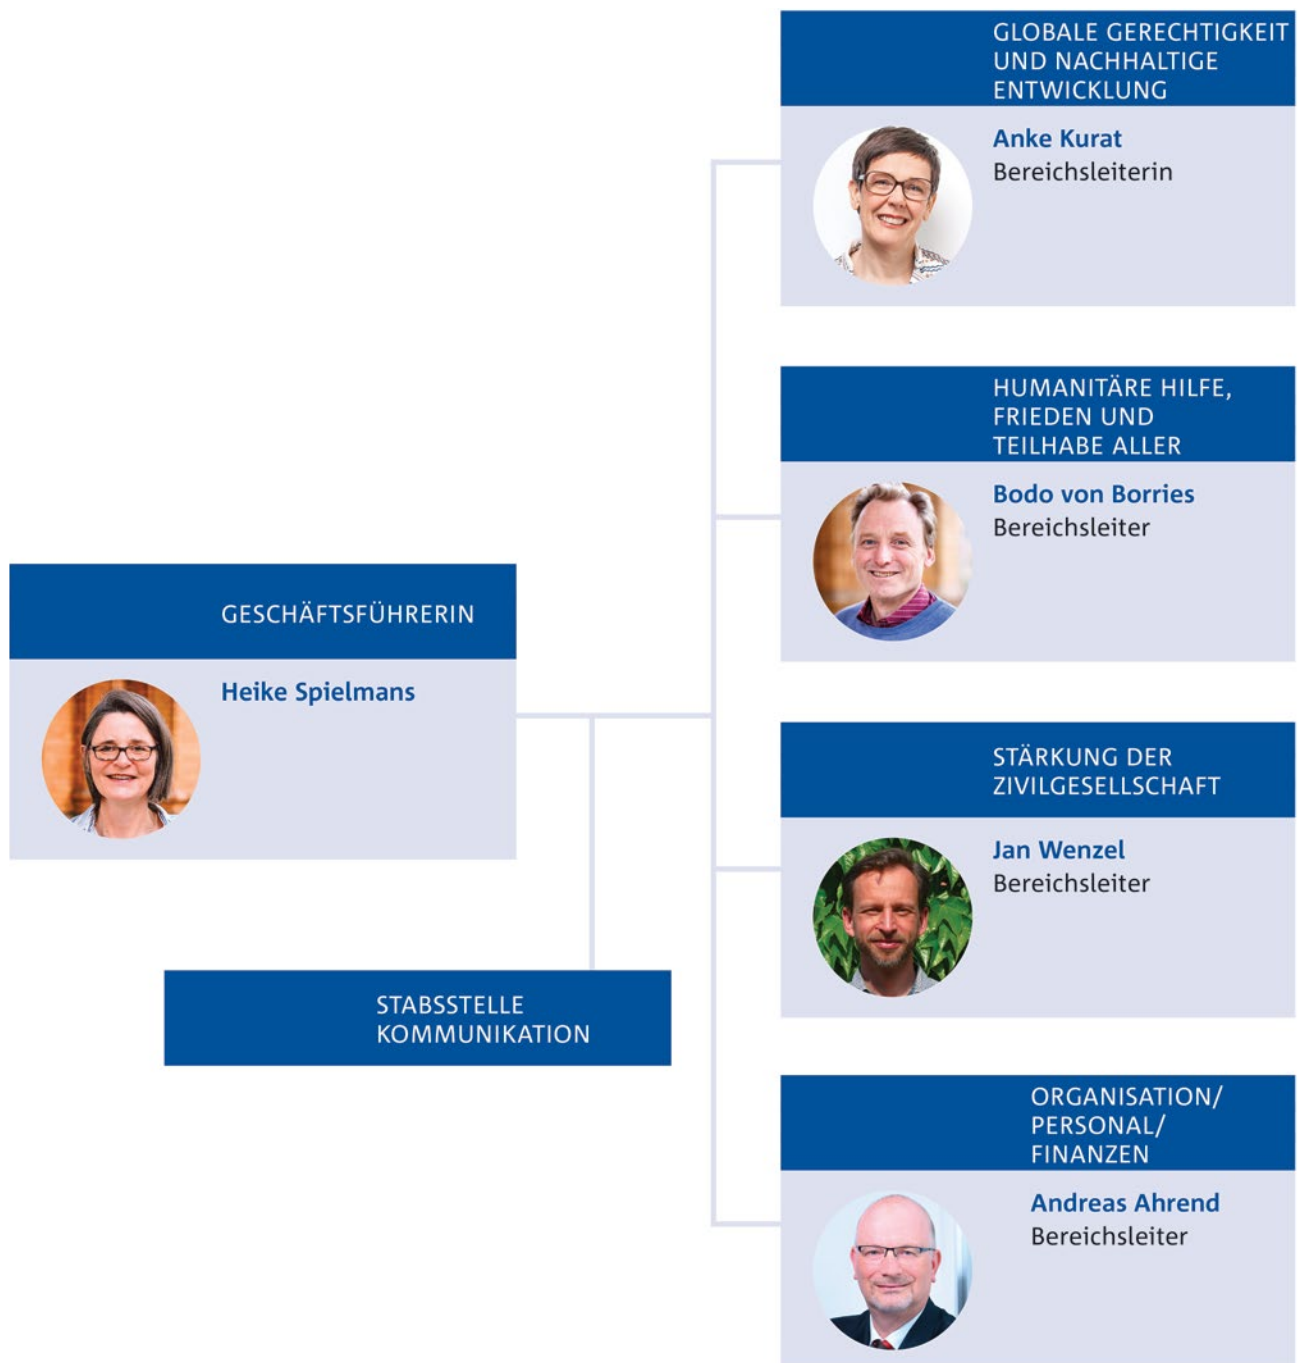 GLOBALE GERECHTIGKEIT
UND NACHHALTIGE
ENTWICKLUNG
Anke Kurat
Bereichsleiterin
HUMANITÄRE HILFE,
FRIEDEN UND
TEILHABE ALLER
Bodo von Borries
Bereichsleiter
GESCHÄFTSFÜHRERIN
Heike Spielmans
STÄRKUNG DER
ZIVILGESELLSCHAFT
Jan Wenzel
Bereichsleiter
STABSSTELLE
KOMMUNIKATION
ORGANISATION/
PERSONAL/
FINANZEN
Andreas Ahrend
Bereichsleiter